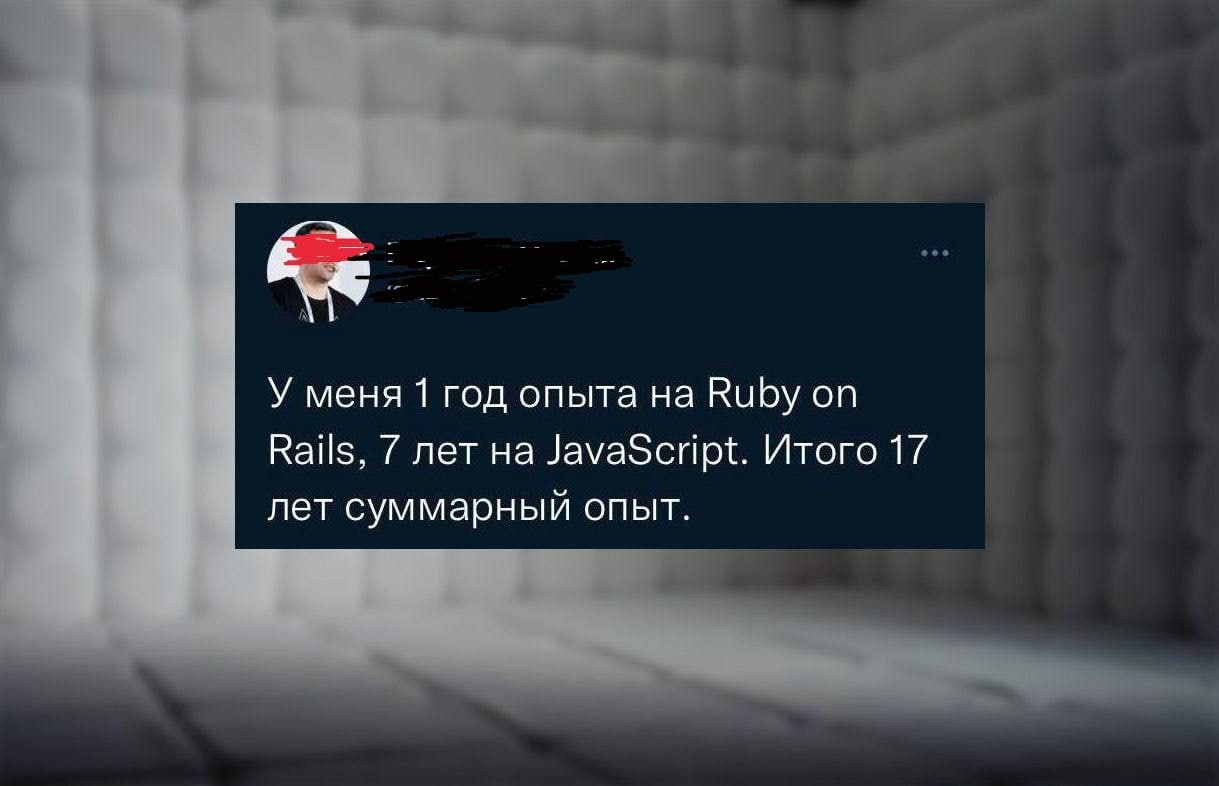 У меня 1 год опыта на Ruby on
Rails, 7 лет на JavaScript. Итого 17
лет суммарный опыт.